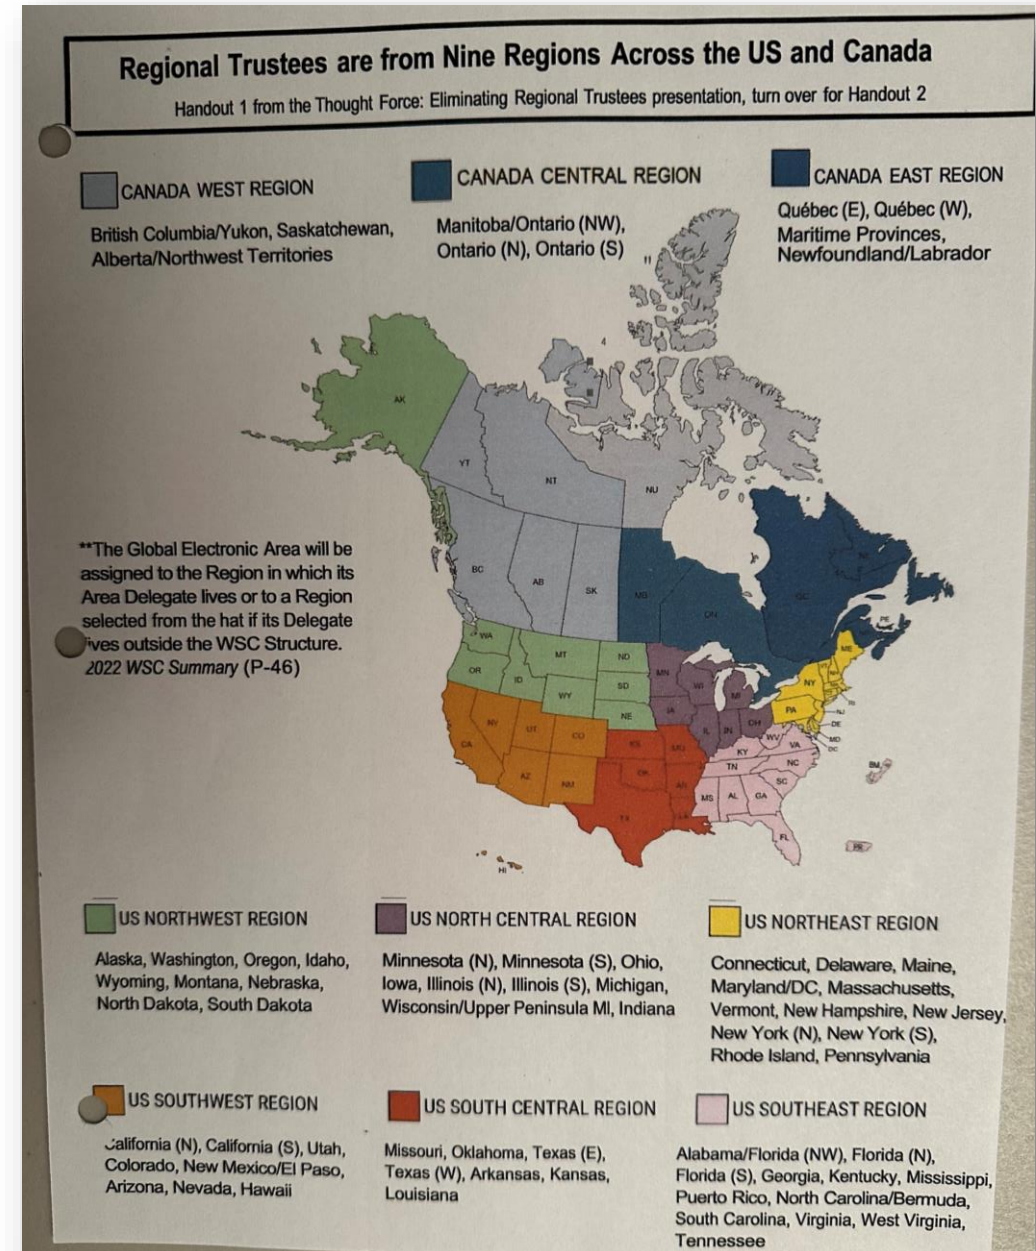 Regional Trustees are from Nine Regions Across the US and Canada
Handout 1 from the Thought Force: Eliminating Regional Trustees presentation, turn over for Handout 2
CANADA WEST REGION
British Columbia/Yukon, Saskatchewan,
Alberta/Northwest Territories
CANADA CENTRAL REGION
Manitoba/Ontario (NW),
Ontario (N), Ontario (S)
CANADA EAST REGION
Québec (E), Québec (W),
Maritime Provinces,
Newfoundland/Labrador
AK
YT
NT
NU
BC
AB
SK
MB
ON
QC
PE
**The Global Electronic Area will be
assigned to the Region in which its
Area Delegate lives or to a Region
selected from the hat if its Delegate
lives outside the WSC Structure.
2022 WSC Summary (P-46)
WA
OR
ID
MT
WY
ND
SD
NE
MN
WI
MI
IA
IL
IN
OH
ME
NY
PA
NJ
DE
MD
DC
CA
NV
UT
CO
AZ
NM
KS
MO
OK
AR
TX
KY
WV
VA
TN
NC
SC
MS
AL
GA
FL
BM
PR
HI
US NORTHWEST REGION
Alaska, Washington, Oregon, Idaho,
Wyoming, Montana, Nebraska,
North Dakota, South Dakota
US NORTH CENTRAL REGION
Minnesota (N), Minnesota (S), Ohio,
Iowa, Illinois (N), Illinois (S), Michigan,
Wisconsin/Upper Peninsula MI, Indiana
US NORTHEAST REGION
Connecticut, Delaware, Maine,
Maryland/DC, Massachusetts,
Vermont, New Hampshire, New Jersey,
New York (N), New York (S),
Rhode Island, Pennsylvania
US SOUTHWEST REGION
California (N), California (S), Utah,
Colorado, New Mexico/El Paso,
Arizona, Nevada, Hawaii
US SOUTH CENTRAL REGION
Missouri, Oklahoma, Texas (E),
Texas (W), Arkansas, Kansas,
Louisiana
US SOUTHEAST REGION
Alabama/Florida (NW), Florida (N),
Florida (S), Georgia, Kentucky, Mississippi,
Puerto Rico, North Carolina/Bermuda,
South Carolina, Virginia, West Virginia,
Tennessee